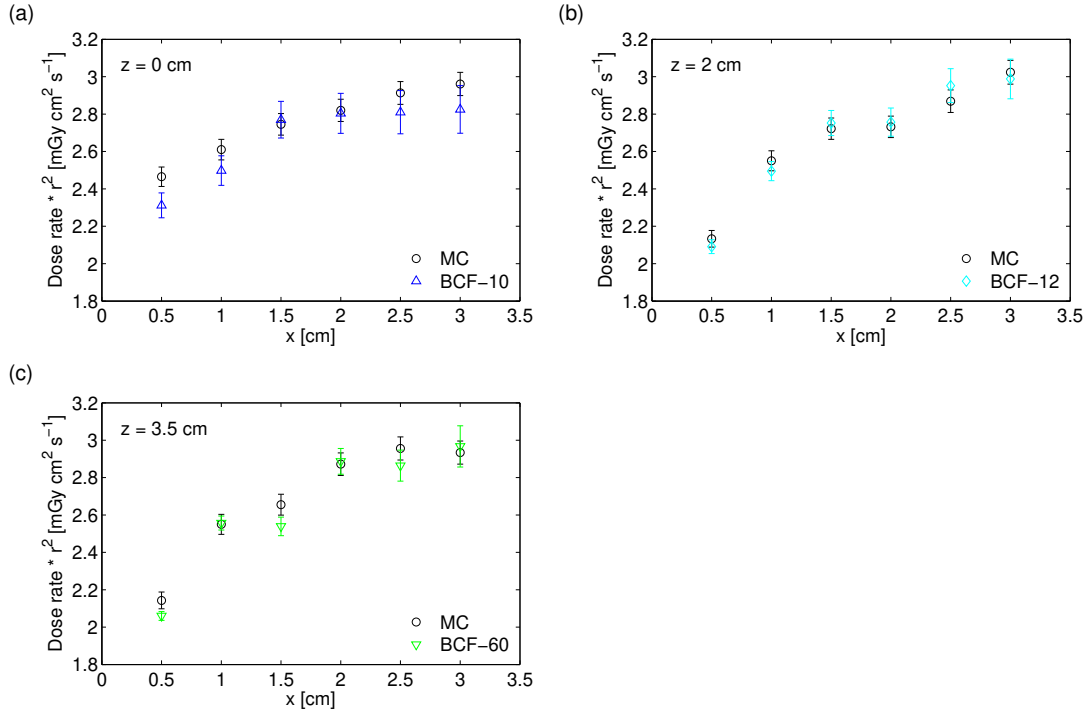 (a)
z = 0 cm
3.2
3
2.8
2.6
2.4
2.2
2
1.8
Dose rate * r² [mGy cm² s⁻¹]
MC
BCF−10
0 0.5 1 1.5 2 2.5 3 3.5
x [cm]
(b)
z = 2 cm
3.2
3
2.8
2.6
2.4
2.2
2
1.8
Dose rate * r² [mGy cm² s⁻¹]
MC
BCF−12
0 0.5 1 1.5 2 2.5 3 3.5
x [cm]
(c)
z = 3.5 cm
3.2
3
2.8
2.6
2.4
2.2
2
1.8
Dose rate * r² [mGy cm² s⁻¹]
MC
BCF−60
0 0.5 1 1.5 2 2.5 3 3.5
x [cm]